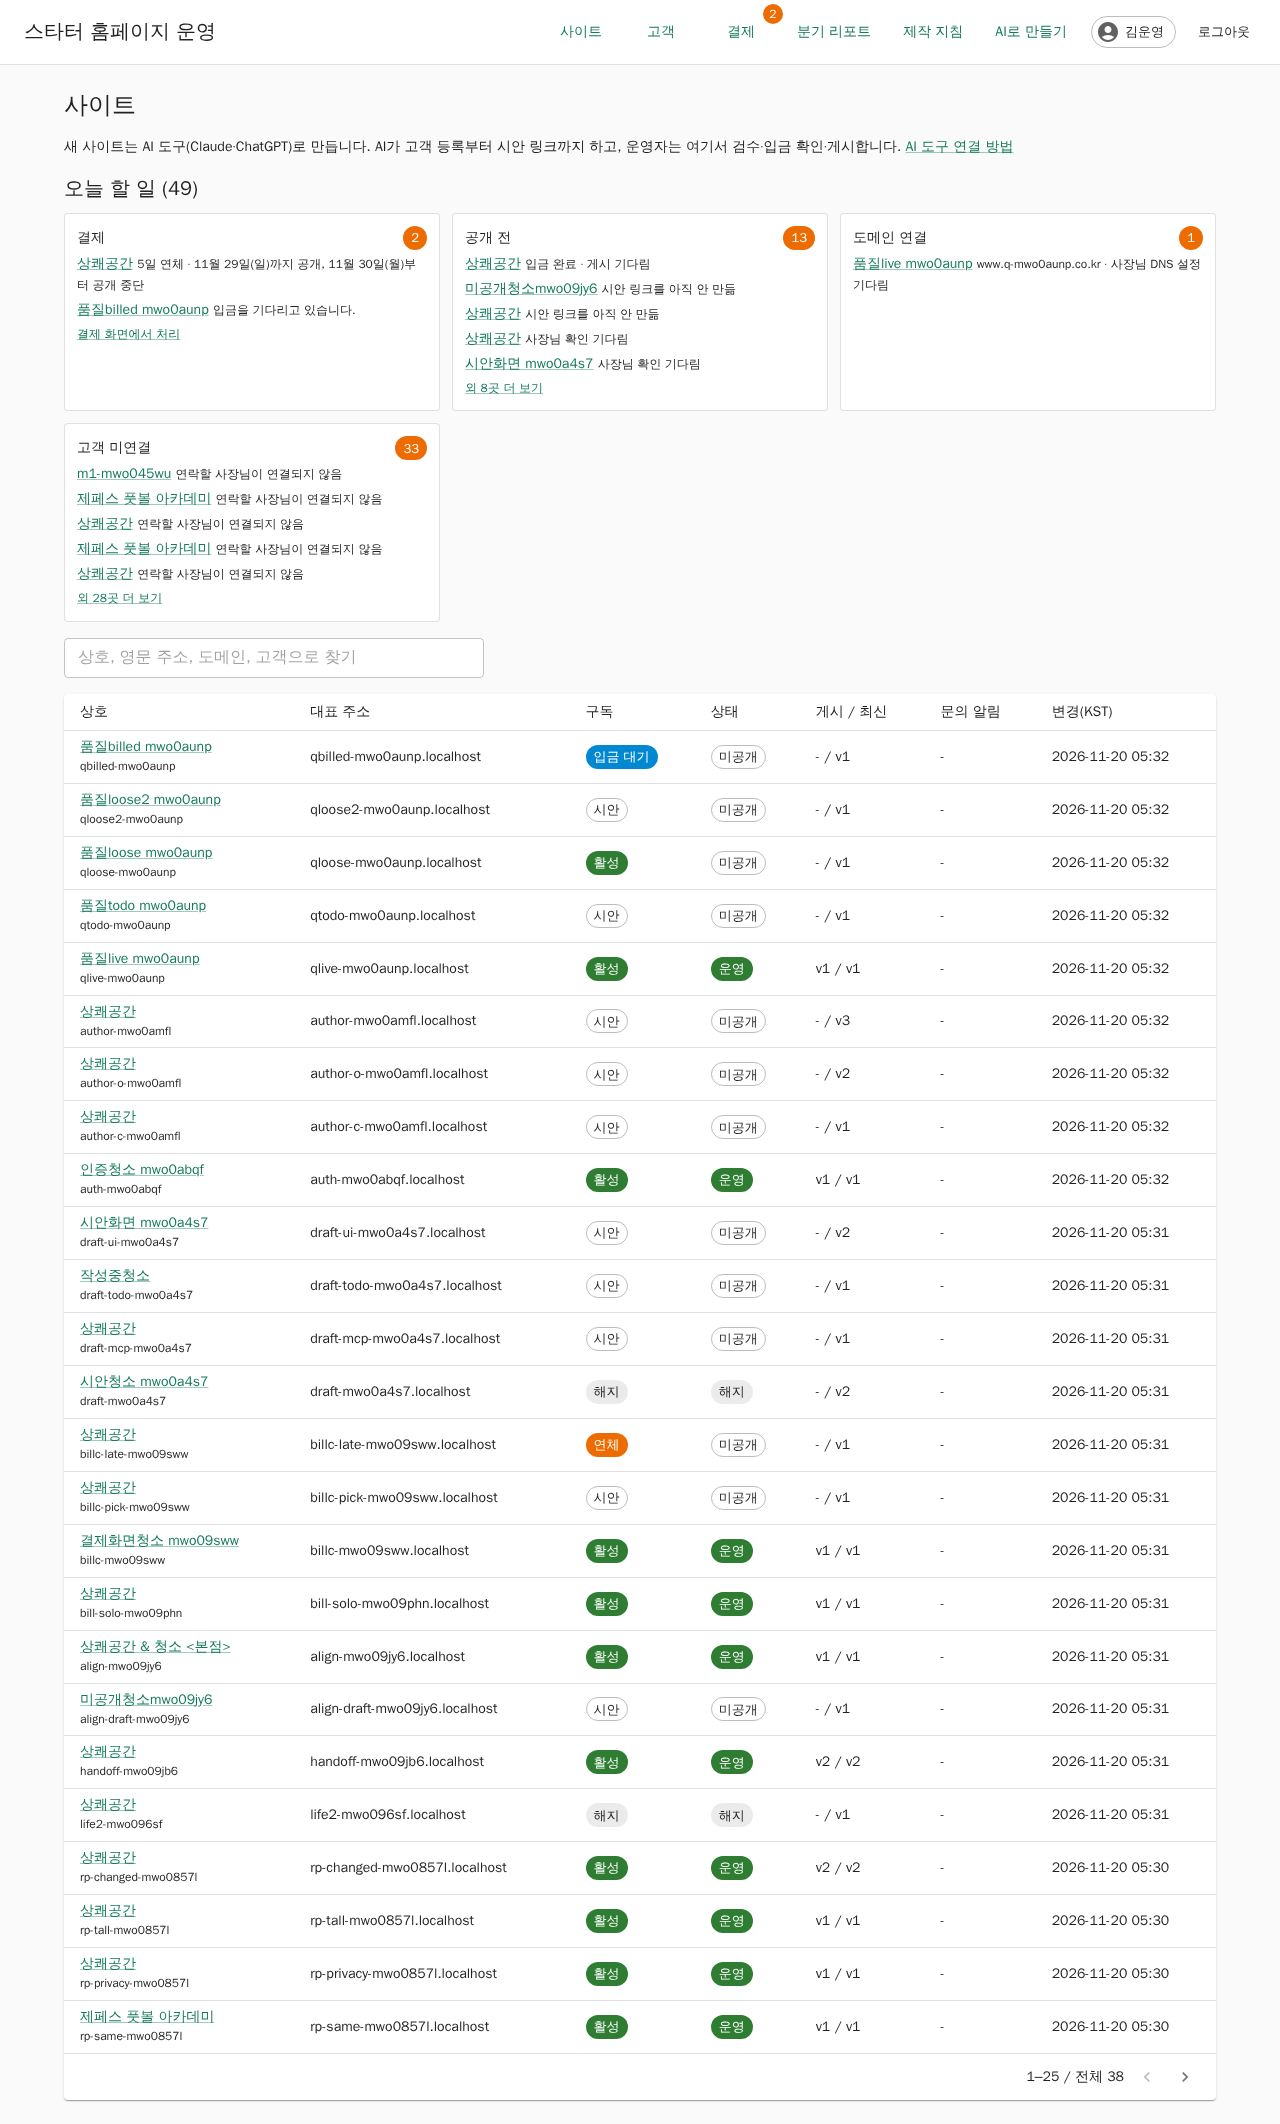 스타터 홈페이지 운영
사이트 고객 결제 2 분기 리포트 제작 지침 AI로 만들기 김운영 로그아웃
사이트
새 사이트는 AI 도구(Claude·ChatGPT)로 만듭니다. AI가 고객 등록부터 시안 링크까지 하고, 운영자는 여기서 검수·입금 확인·게시합니다. AI 도구 연결 방법
오늘 할 일 (49)
결제 2
상쾌공간 5일 연체 · 11월 29일(일)까지 공개, 11월 30일(월)부
터 공개 중단
품질billed mwo0aunp 입금을 기다리고 있습니다.
결제 화면에서 처리
공개 전 13
상쾌공간 입금 완료 · 게시 기다림
미공개청소mwo09jy6 시안 링크를 아직 안 만듦
상쾌공간 시안 링크를 아직 안 만듦
상쾌공간 사장님 확인 기다림
시안화면 mwo0a4s7 사장님 확인 기다림
외 8곳 더 보기
도메인 연결 1
품질live mwo0aunp www.q-mwo0aunp.co.kr · 사장님 DNS 설정
기다림
고객 미연결 33
m1-mwo045wu 연락할 사장님이 연결되지 않음
제페스 풋볼 아카데미 연락할 사장님이 연결되지 않음
상쾌공간 연락할 사장님이 연결되지 않음
제페스 풋볼 아카데미 연락할 사장님이 연결되지 않음
상쾌공간 연락할 사장님이 연결되지 않음
외 28곳 더 보기
상호, 영문 주소, 도메인, 고객으로 찾기
상호 대표 주소 구독 상태 게시 / 최신 문의 알림 변경(KST)
품질billed mwo0aunp
qbilled-mwo0aunp qbilled-mwo0aunp.localhost 입금 대기 미공개 - / v1 - 2026-11-20 05:32
품질loose2 mwo0aunp
qloose2-mwo0aunp qloose2-mwo0aunp.localhost 시안 미공개 - / v1 - 2026-11-20 05:32
품질loose mwo0aunp
qloose-mwo0aunp qloose-mwo0aunp.localhost 활성 미공개 - / v1 - 2026-11-20 05:32
품질todo mwo0aunp
qtodo-mwo0aunp qtodo-mwo0aunp.localhost 시안 미공개 - / v1 - 2026-11-20 05:32
품질live mwo0aunp
qlive-mwo0aunp qlive-mwo0aunp.localhost 활성 운영 v1 / v1 - 2026-11-20 05:32
상쾌공간
author-mwo0amfl author-mwo0amfl.localhost 시안 미공개 - / v3 - 2026-11-20 05:32
상쾌공간
author-o-mwo0amfl author-o-mwo0amfl.localhost 시안 미공개 - / v2 - 2026-11-20 05:32
상쾌공간
author-c-mwo0amfl author-c-mwo0amfl.localhost 시안 미공개 - / v1 - 2026-11-20 05:32
인증청소 mwo0abqf
auth-mwo0abqf auth-mwo0abqf.localhost 활성 운영 v1 / v1 - 2026-11-20 05:32
시안화면 mwo0a4s7
draft-ui-mwo0a4s7 draft-ui-mwo0a4s7.localhost 시안 미공개 - / v2 - 2026-11-20 05:31
작성중청소
draft-todo-mwo0a4s7 draft-todo-mwo0a4s7.localhost 시안 미공개 - / v1 - 2026-11-20 05:31
상쾌공간
draft-mcp-mwo0a4s7 draft-mcp-mwo0a4s7.localhost 시안 미공개 - / v1 - 2026-11-20 05:31
시안청소 mwo0a4s7
draft-mwo0a4s7 draft-mwo0a4s7.localhost 해지 해지 - / v2 - 2026-11-20 05:31
상쾌공간
billc-late-mwo09sww billc-late-mwo09sww.localhost 연체 미공개 - / v1 - 2026-11-20 05:31
상쾌공간
billc-pick-mwo09sww billc-pick-mwo09sww.localhost 시안 미공개 - / v1 - 2026-11-20 05:31
결제화면청소 mwo09sww
billc-mwo09sww billc-mwo09sww.localhost 활성 운영 v1 / v1 - 2026-11-20 05:31
상쾌공간
bill-solo-mwo09phn bill-solo-mwo09phn.localhost 활성 운영 v1 / v1 - 2026-11-20 05:31
상쾌공간 & 청소 <본점>
align-mwo09jy6 align-mwo09jy6.localhost 활성 운영 v1 / v1 - 2026-11-20 05:31
미공개청소mwo09jy6
align-draft-mwo09jy6 align-draft-mwo09jy6.localhost 시안 미공개 - / v1 - 2026-11-20 05:31
상쾌공간
handoff-mwo09jb6 handoff-mwo09jb6.localhost 활성 운영 v2 / v2 - 2026-11-20 05:31
상쾌공간
life2-mwo096sf life2-mwo096sf.localhost 해지 해지 - / v1 - 2026-11-20 05:31
상쾌공간
rp-changed-mwo0857l rp-changed-mwo0857l.localhost 활성 운영 v2 / v2 - 2026-11-20 05:30
상쾌공간
rp-tall-mwo0857l rp-tall-mwo0857l.localhost 활성 운영 v1 / v1 - 2026-11-20 05:30
상쾌공간
rp-privacy-mwo0857l rp-privacy-mwo0857l.localhost 활성 운영 v1 / v1 - 2026-11-20 05:30
제페스 풋볼 아카데미
rp-same-mwo0857l rp-same-mwo0857l.localhost 활성 운영 v1 / v1 - 2026-11-20 05:30
1–25 / 전체 38